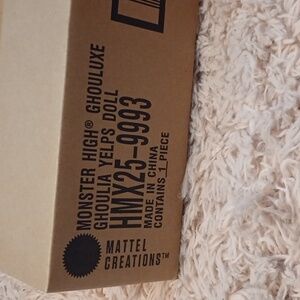 MONSTER HIGH® GHOULUXE
GHOULIA YELPS DOLL
HMX25-9993
MADE IN CHINA
CONTAINS 1 PIECE
MATTEL
CREATIONS™